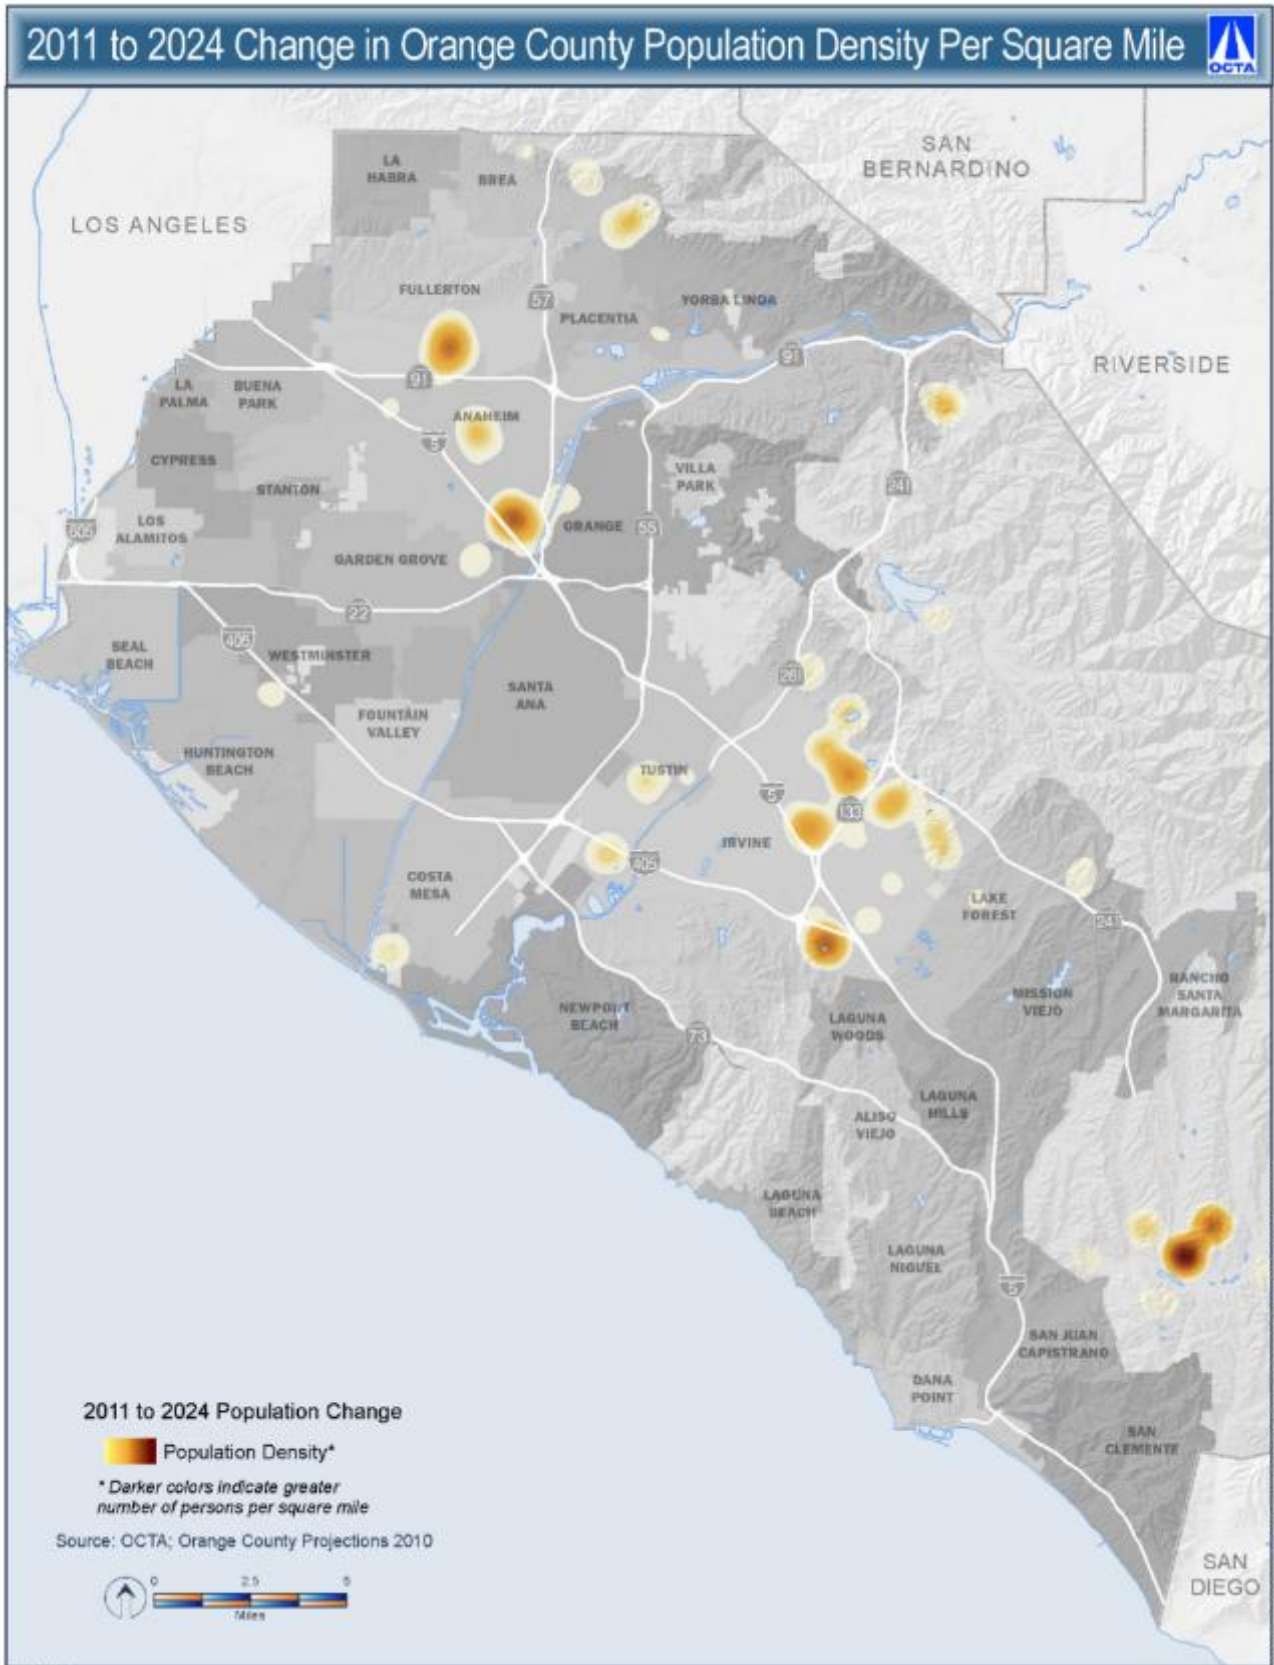 2011 to 2024 Change in Orange County Population Density Per Square Mile
OCTA
SAN
BERNARDINO
LOS ANGELES
LA
HABRA
BREA
FULLERTON
57
PLACENTIA
YORBA LINDA
91
RIVERSIDE
LA
PALMA
BUENA
PARK
91
ANAHEIM
5
CYPRESS
STANTON
VILLA
PARK
241
LOS
ALAMITOS
605
ORANGE
55
GARDEN GROVE
22
405
SEAL
BEACH
WESTMINSTER
SANTA
ANA
261
FOUNTAIN
VALLEY
HUNTINGTON
BEACH
TUSTIN
5
133
IRVINE
405
COSTA
MESA
LAKE
FOREST
241
RANCHO
SANTA
MARGARITA
MISSION
VIEJO
NEWPORT
BEACH
LAGUNA
WOODS
73
LAGUNA
HILLS
ALISO
VIEJO
LAGUNA
BEACH
LAGUNA
NIGUEL
5
SAN JUAN
CAPISTRANO
DANA
POINT
SAN
CLEMENTE
2011 to 2024 Population Change
Population Density*
* Darker colors indicate greater
number of persons per square mile
Source: OCTA; Orange County Projections 2010
0 2.5 5
Miles
SAN
DIEGO